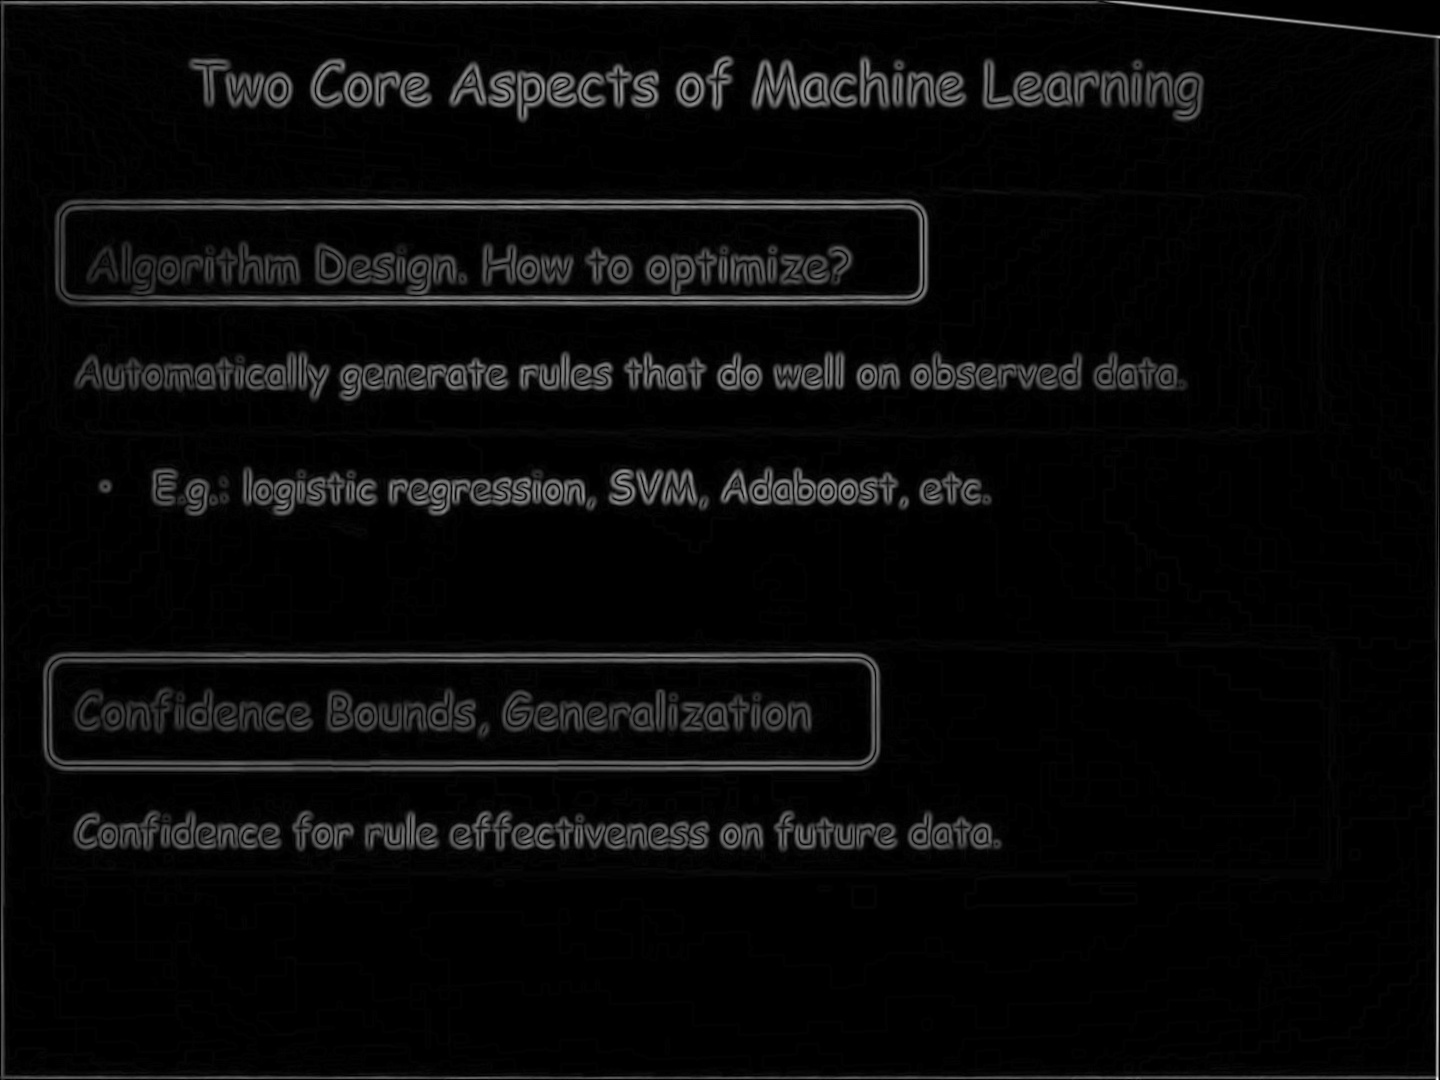 Two Core Aspects of Machine Learning
Algorithm Design. How to optimize?
Automatically generate rules that do well on observed data.
• E.g.: logistic regression, SVM, Adaboost, etc.
Confidence Bounds, Generalization
Confidence for rule effectiveness on future data.